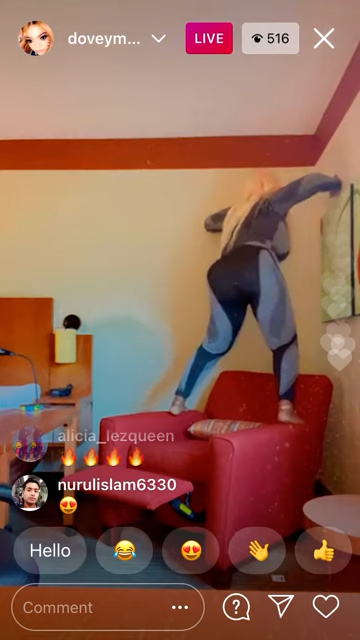 doveym...
LIVE
516
alicia_lezqueen
🔥🔥🔥🔥
nurulislam6330
😍
Hello 😂 😍 👋 👍
Comment